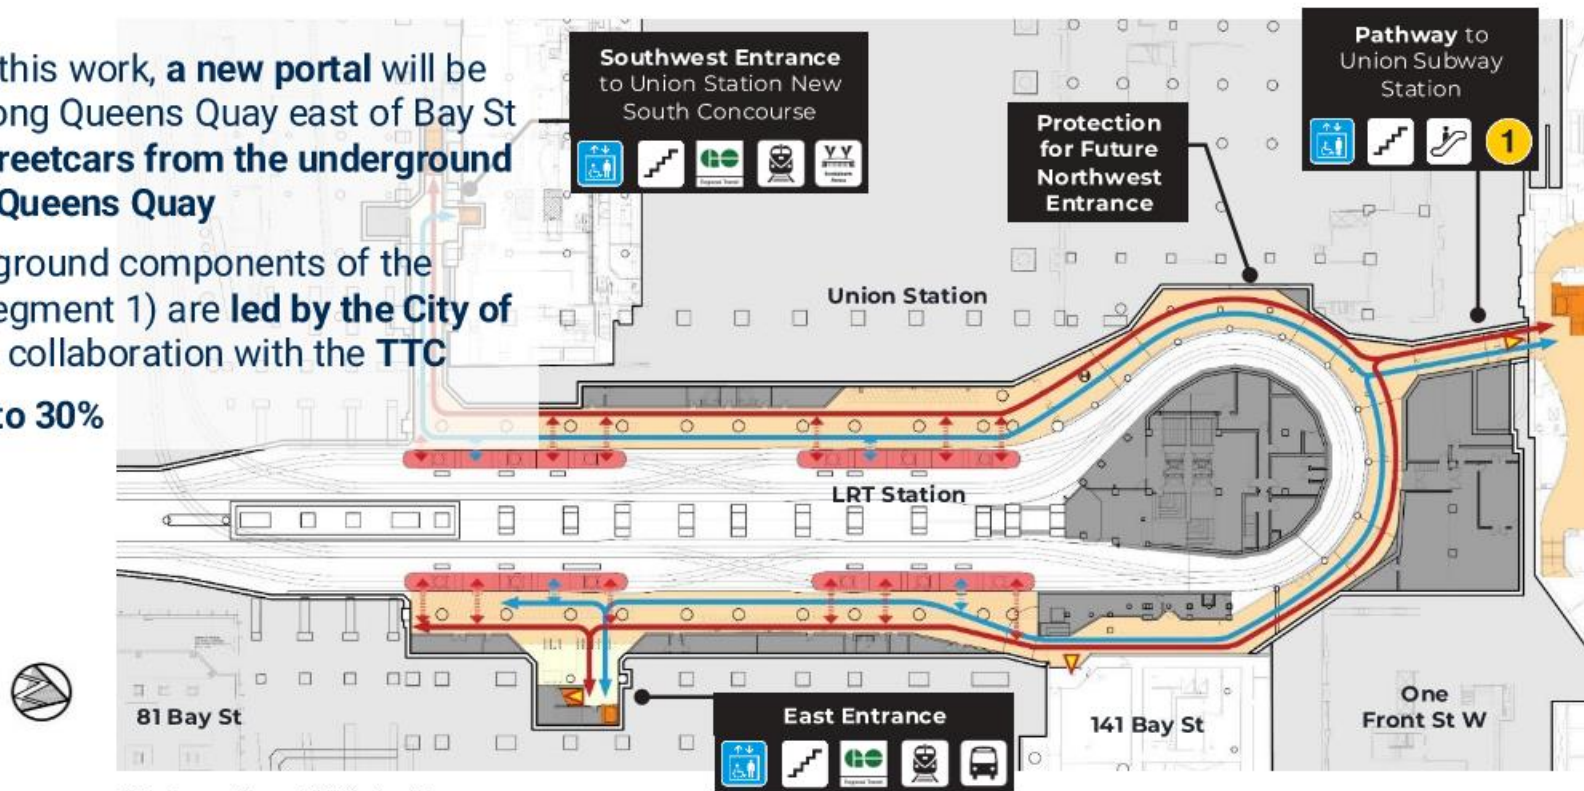 this work, a new portal will be
ong Queens Quay east of Bay St
reetcars from the underground
Queens Quay
ground components of the
egment 1) are led by the City of
collaboration with the TTC
to 30%
Southwest Entrance
to Union Station New
South Concourse
GO
Protection
for Future
Northwest
Entrance
Pathway to
Union Subway
Station
1
Union Station
LRT Station
81 Bay St
East Entrance
GO
141 Bay St
One
Front St W